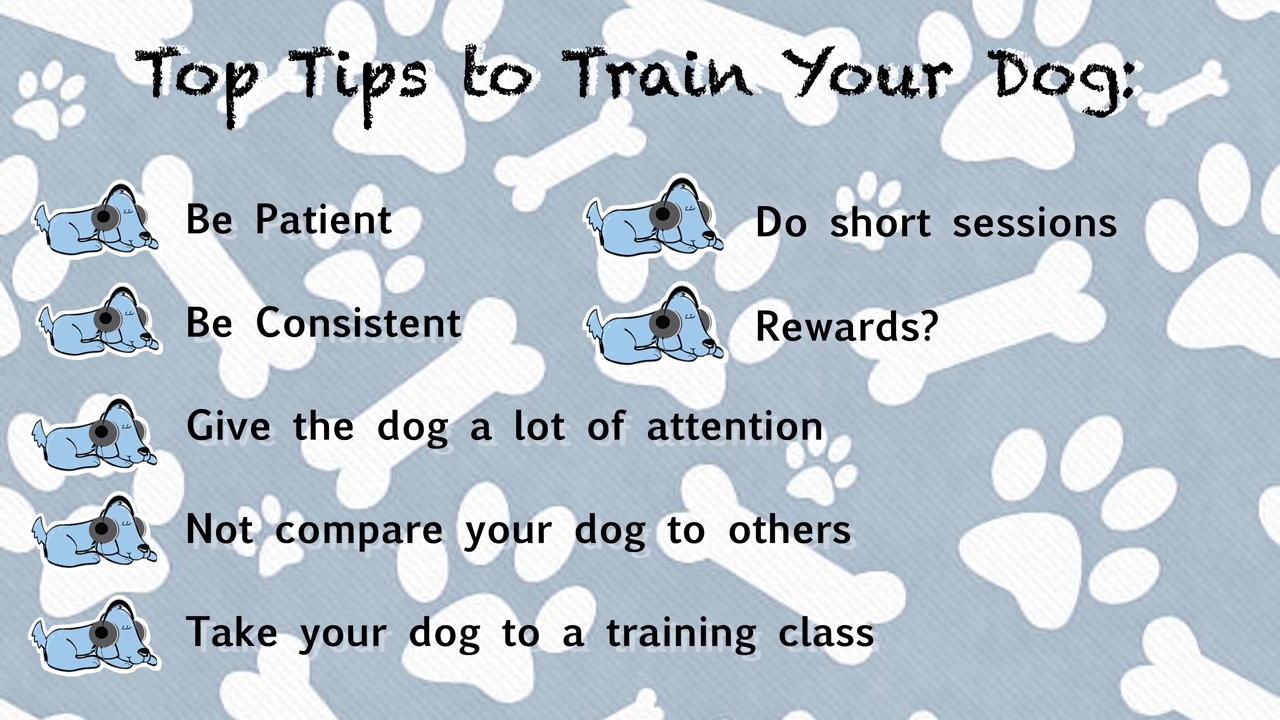 Top Tips to Train Your Dog:
Be Patient
Be Consistent
Give the dog a lot of attention
Not compare your dog to others
Take your dog to a training class
Do short sessions
Rewards?